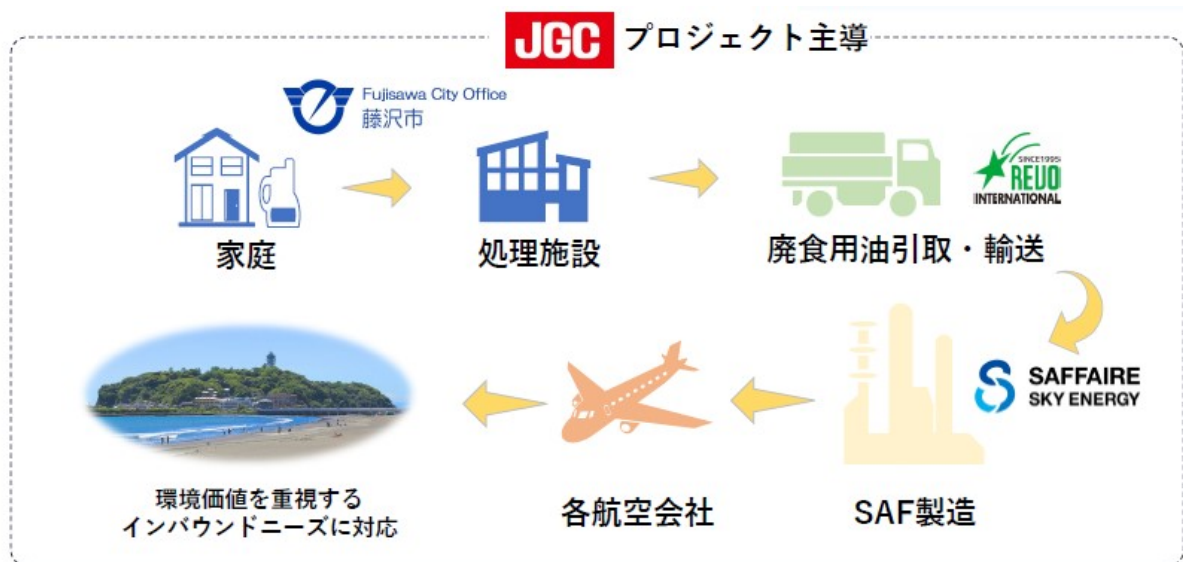 JGC プロジェクト主導
Fujisawa City Office
藤沢市
家庭
処理施設
SINCE1995
REVO
INTERNATIONAL
廃食用油引取・輸送
SAFFAIRE
SKY ENERGY
環境価値を重視する
インバウンドニーズに対応
各航空会社
SAF製造